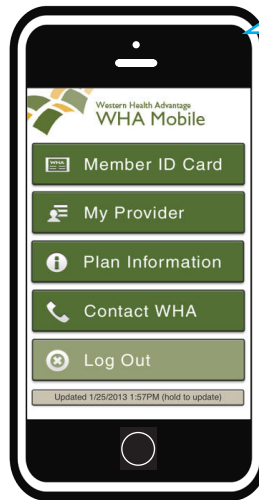 Western Health Advantage
WHA Mobile
WHA
Member ID Card
My Provider
Plan Information
Contact WHA
Log Out
Updated 1/25/2013 1:57PM (hold to update)